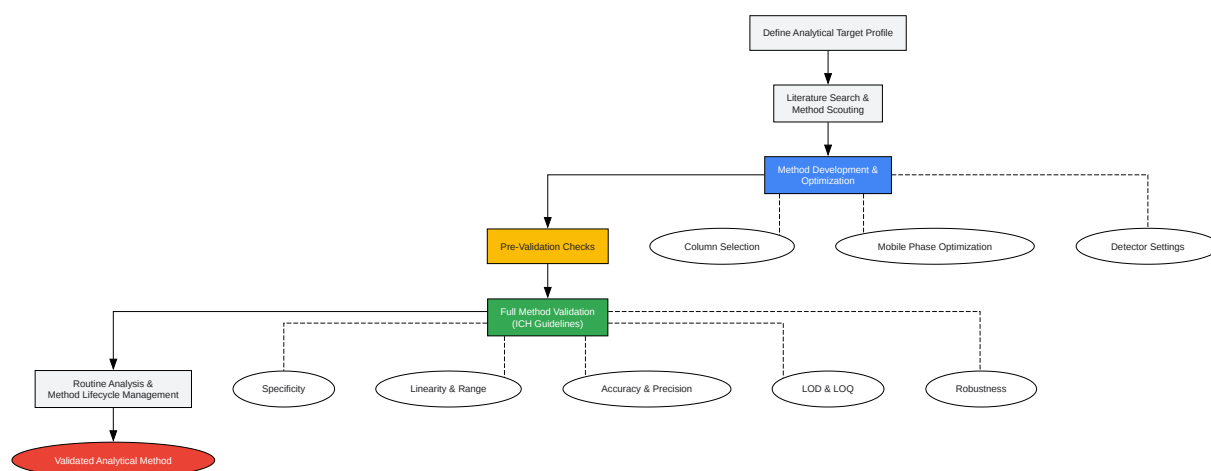 Define Analytical Target Profile
Literature Search &
Method Scouting
Method Development &
Optimization
Pre-Validation Checks
Column Selection
Mobile Phase Optimization
Detector Settings
Full Method Validation
(ICH Guidelines)
Routine Analysis &
Method Lifecycle Management
Specificity
Linearity & Range
Accuracy & Precision
LOD & LOQ
Robustness
Validated Analytical Method